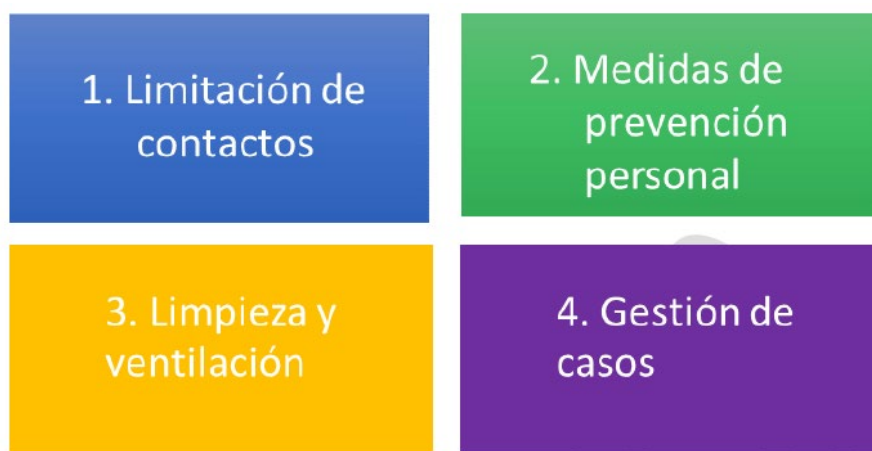 1. Limitación de
contactos
2. Medidas de
prevención
personal
3. Limpieza y
ventilación
4. Gestión de
casos